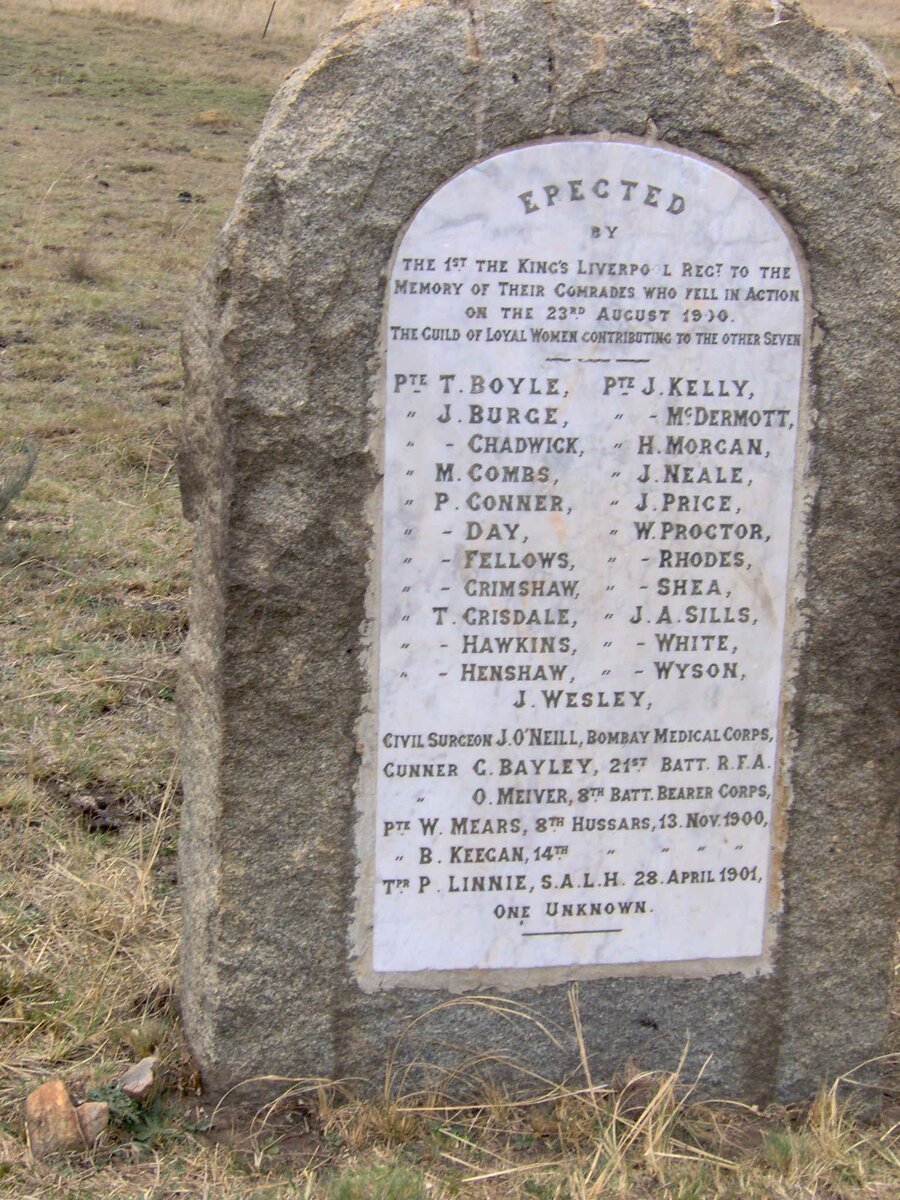 ERECTED
BY
THE 1ST THE KING'S LIVERPOOL REGT TO THE
MEMORY OF THEIR COMRADES WHO FELL IN ACTION
ON THE 23RD AUGUST 1900.
THE GUILD OF LOYAL WOMEN CONTRIBUTING TO THE OTHER SEVEN
PTE T. BOYLE, PTE J. KELLY,
" J. BURGE, " - McDERMOTT,
" - CHADWICK, " H. MORGAN,
" M. COMBS, " J. NEALE,
" P. CONNER, " J. PRICE,
" - DAY, " W. PROCTOR,
" - FELLOWS, " - RHODES,
" - GRIMSHAW, " - SHEA,
" T. GRISDALE, " J. A. SILLS,
" - HAWKINS, " - WHITE,
" - HENSHAW, " - WYSON,
J. WESLEY,
CIVIL SURGEON J. O'NEILL, BOMBAY MEDICAL CORPS,
GUNNER G. BAYLEY, 21ST BATT. R.F.A.
" O. MEIVER, 8TH BATT. BEARER CORPS,
PTE W. MEARS, 8TH HUSSARS, 13. NOV. 1900,
" B. KEEGAN, 14TH " " " "
TPR P. LINNIE, S.A.L.H. 28. APRIL 1901,
ONE UNKNOWN.